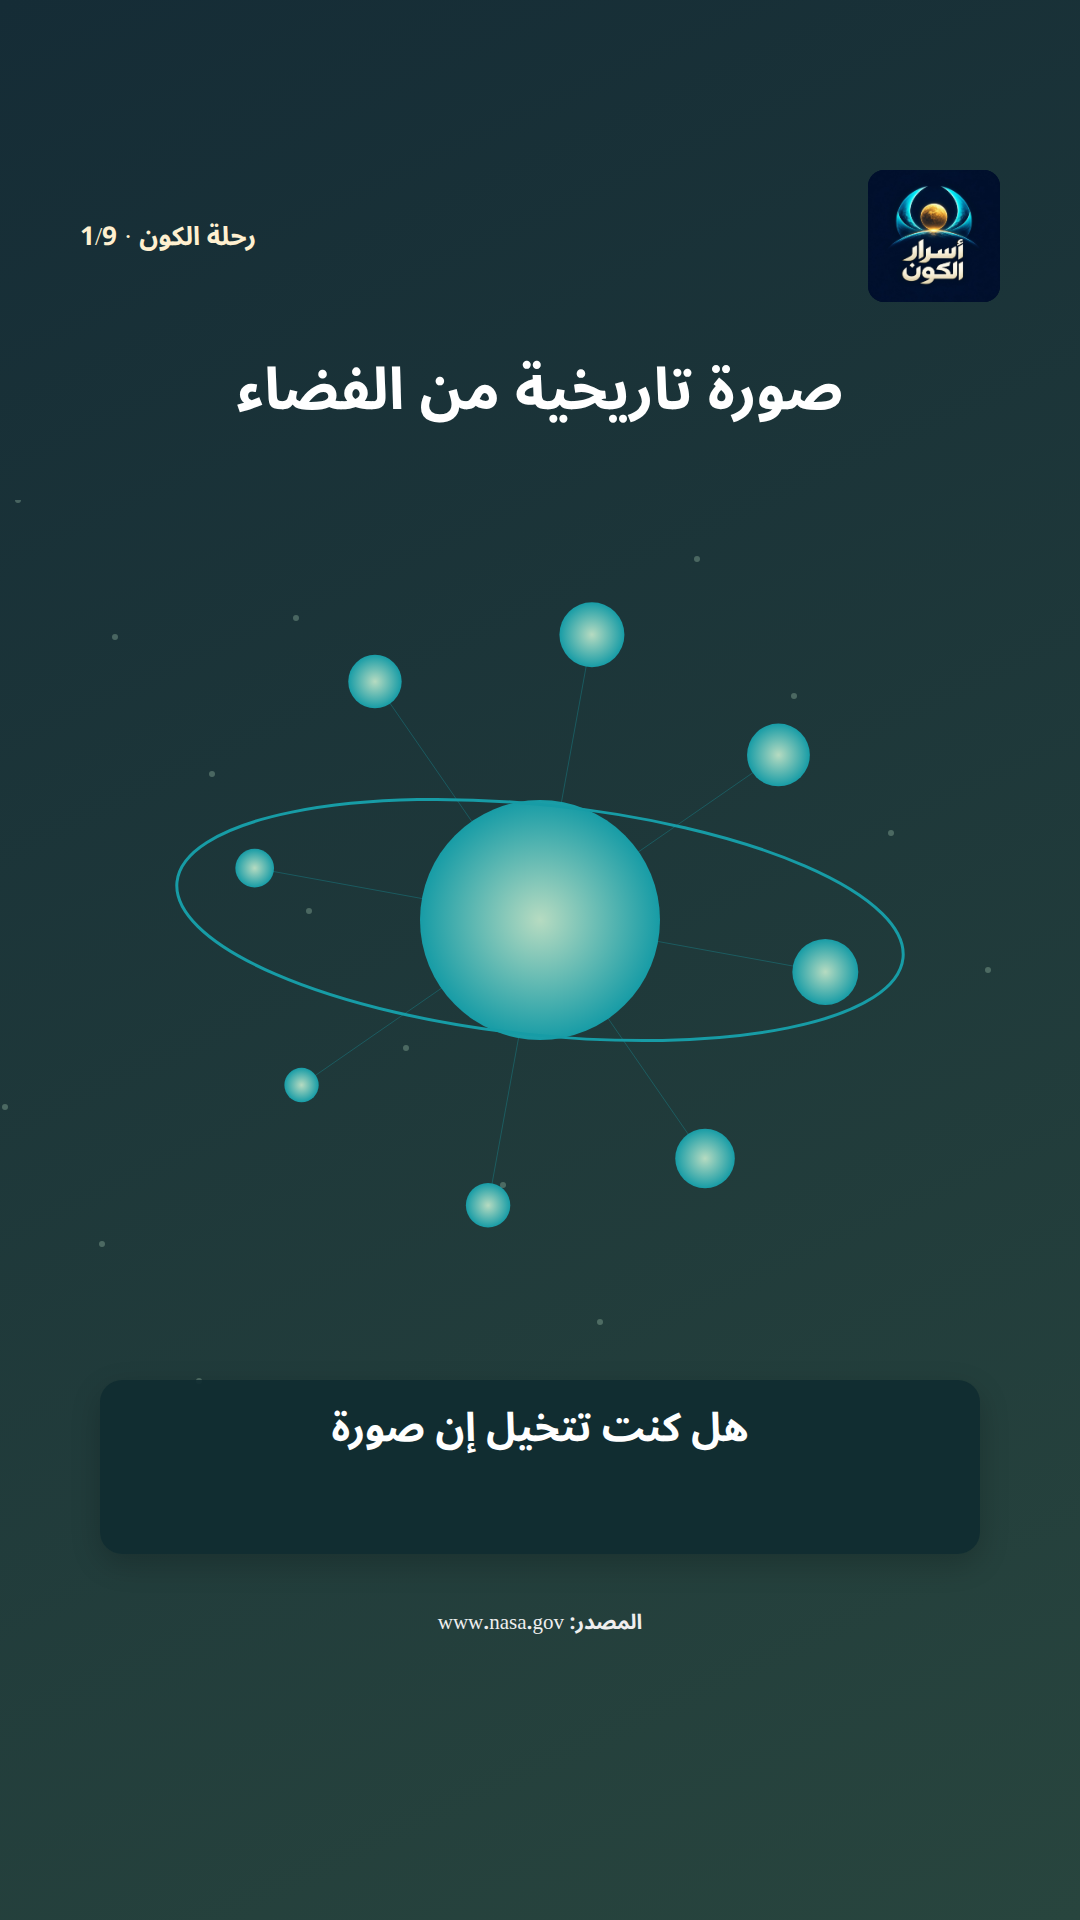 أسرار
الكون
رحلة الكون · 1/9
صورة تاريخية من الفضاء
هل كنت تتخيل إن صورة
المصدر: www.nasa.gov